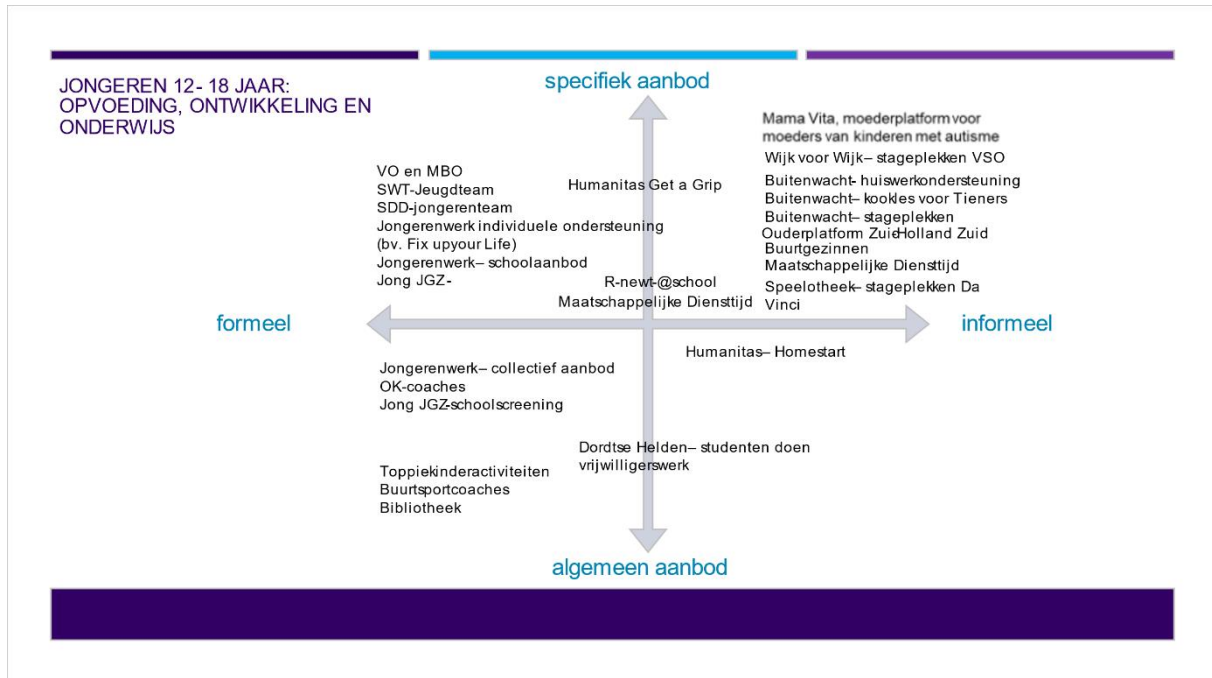 JONGEREN 12- 18 JAAR:
OPVOEDING, ONTWIKKELING EN
ONDERWIJS
specifiek aanbod
VO en MBO
SWT-Jeugdteam
SDD-jongerenteam
Jongerenwerk individuele ondersteuning
(bv. Fix upyour Life)
Jongerenwerk– schoolaanbod
Jong JGZ-
Humanitas Get a Grip
R-newt-@school
Maatschappelijke Diensttijd
Mama Vita, moederplatform voor
moeders van kinderen met autisme
Wijk voor Wijk– stageplekken VSO
Buitenwacht- huiswerkondersteuning
Buitenwacht– kookles voor Tieners
Buitenwacht– stageplekken
Ouderplatform ZuidHolland Zuid
Buurtgezinnen
Maatschappelijke Diensttijd
Speelotheek– stageplekken Da
Vinci
formeel
informeel
Humanitas– Homestart
Jongerenwerk– collectief aanbod
OK-coaches
Jong JGZ-schoolscreening
Dordtse Helden– studenten doen
vrijwilligerswerk
Toppiekinderactiviteiten
Buurtsportcoaches
Bibliotheek
algemeen aanbod